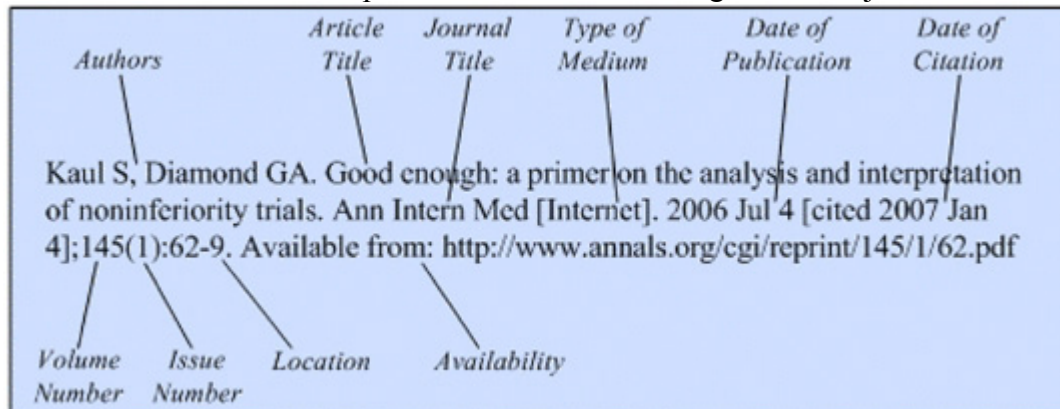 Authors
Article Title
Journal Title
Type of Medium
Date of Publication
Date of Citation
Kaul S, Diamond GA. Good enough: a primer on the analysis and interpretation
of noninferiority trials. Ann Intern Med [Internet]. 2006 Jul 4 [cited 2007 Jan
4];145(1):62-9. Available from: http://www.annals.org/cgi/reprint/145/1/62.pdf
Volume Number
Issue Number
Location
Availability